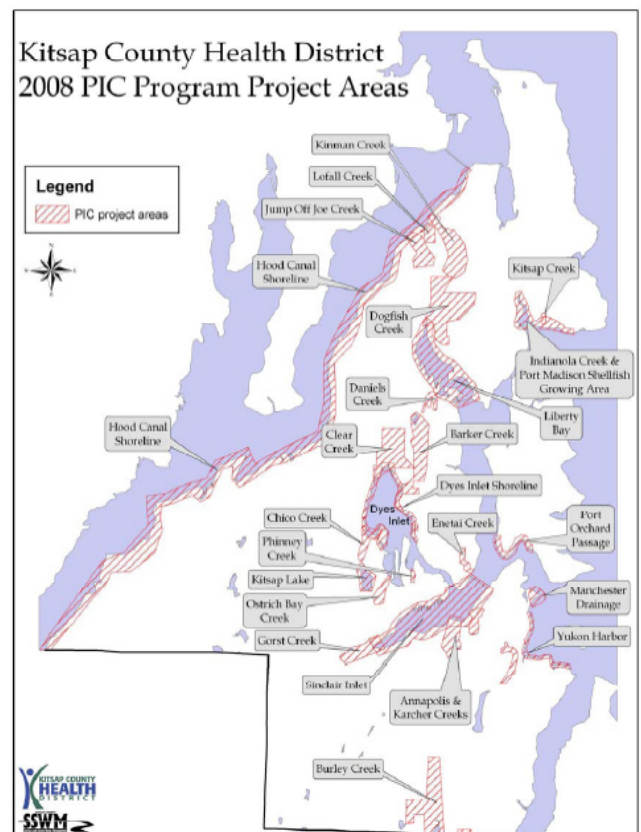 Kitsap County Health District
2008 PIC Program Project Areas
Legend
PIC project areas
Kinman Creek
Lofall Creek
Jump Off Joe Creek
Hood Canal
Shoreline
Kitsap Creek
Dogfish
Creek
Indianola Creek &
Port Madison Shellfish
Growing Area
Daniels
Creek
Liberty
Bay
Hood Canal
Shoreline
Clear
Creek
Barker Creek
Dyes Inlet Shoreline
Dyes
Inlet
Chico Creek
Enetai Creek
Port
Orchard
Passage
Phinney
Creek
Kitsap Lake
Ostrich Bay
Creek
Manchester
Drainage
Gorst Creek
Yukon Harbor
Sinclair Inlet
Annapolis &
Karcher Creeks
Burley Creek
KITSAP COUNTY
HEALTH
DISTRICT
SSWM